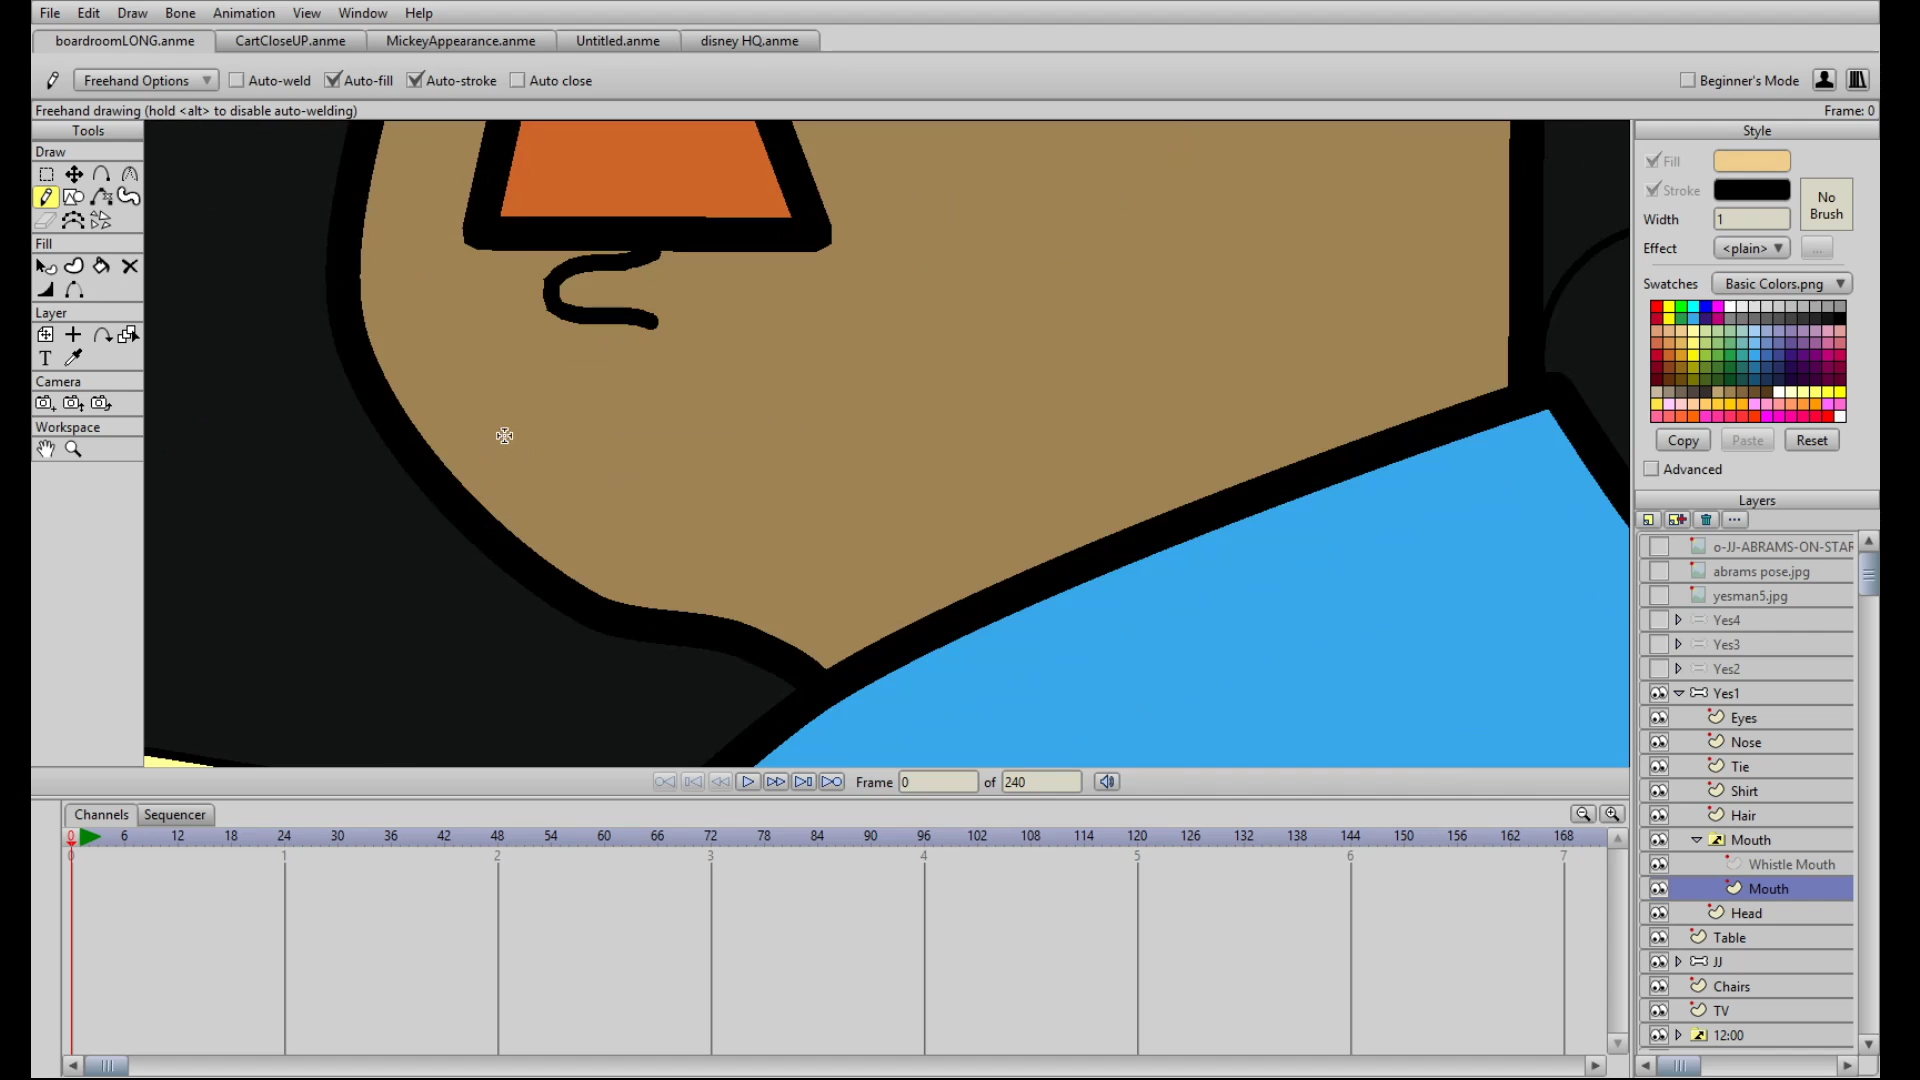 File Edit Draw Bone Animation View Window Help
boardroomLONG.anme CartCloseUP.anme MickeyAppearance.anme Untitled.anme disney HQ.anme
Freehand Options Auto-weld Auto-fill Auto-stroke Auto close Beginner's Mode
Freehand drawing (hold <alt> to disable auto-welding) Frame: 0
Tools
Draw
Fill
Layer
T
Camera
Workspace
Style
Fill
Stroke
No Brush
Width 1
Effect <plain> ...
Swatches Basic Colors.png
Copy Paste Reset
Advanced
Layers
...
o-JJ-ABRAMS-ON-STAR
abrams pose.jpg
yesman5.jpg
Yes4
Yes3
Yes2
Yes1
Eyes
Nose
Tie
Shirt
Hair
Mouth
Whistle Mouth
Mouth
Head
Table
JJ
Chairs
TV
12:00
Frame 0 of 240
Channels Sequencer
0 6 12 18 24 30 36 42 48 54 60 66 72 78 84 90 96 102 108 114 120 126 132 138 144 150 156 162 168
0 1 2 3 4 5 6 7